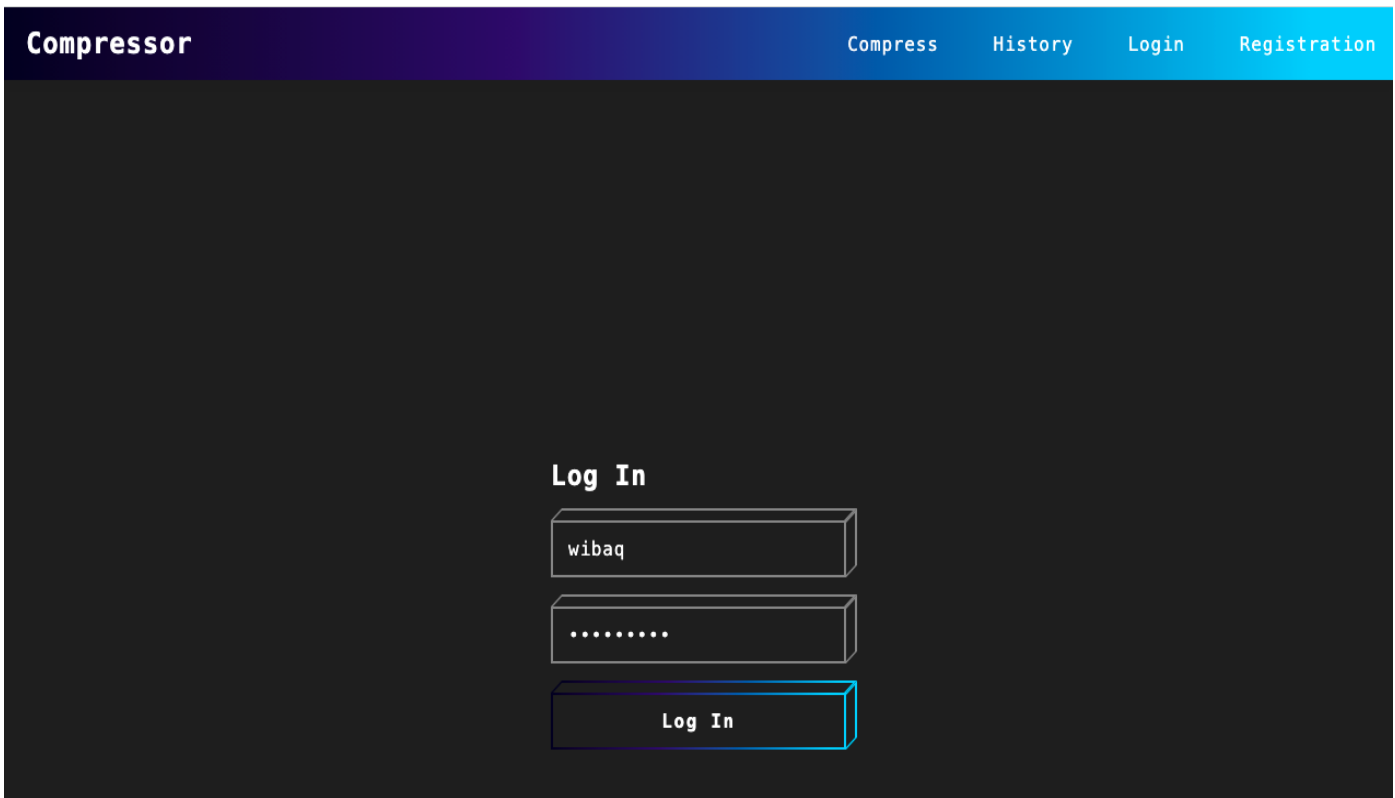 Compressor Compress History Login Registration
Log In
wibaq
•••••••••
Log In